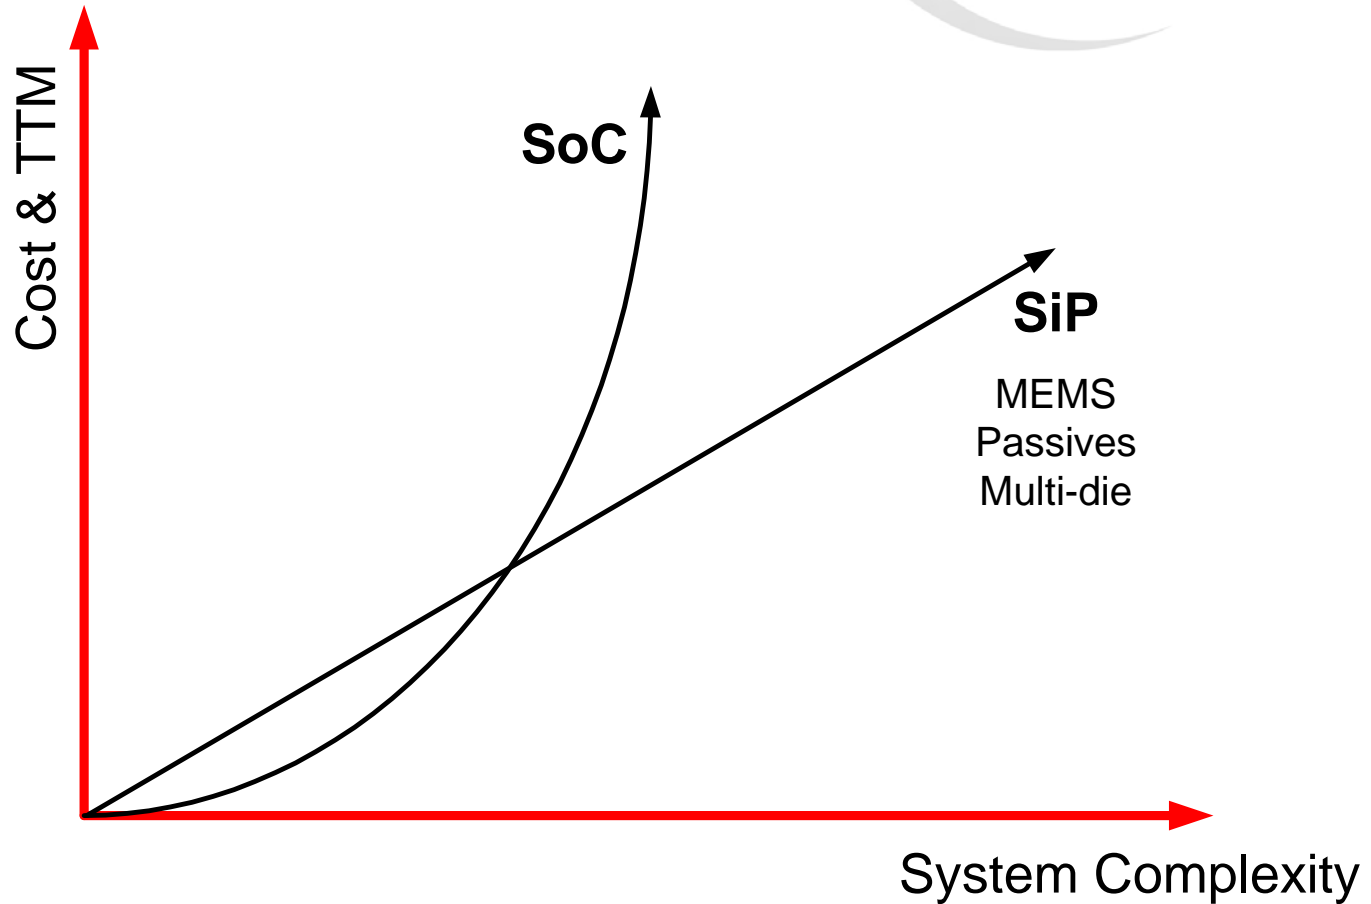 Cost & TTM
SoC
SiP
MEMS
Passives
Multi-die
System Complexity